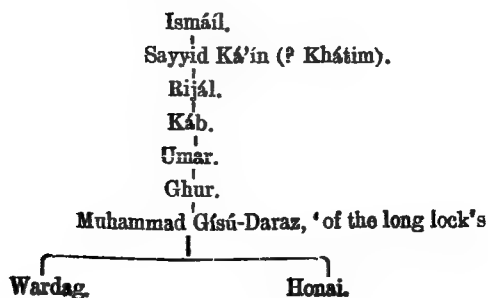 Ismáíl.
Sayyid Ká'ín (? Khátim).
Rijál.
Káb.
Umar.
Ghur.
Muhammad Gísú-Daraz, ‘of the long lock's
Wardag. Honai.